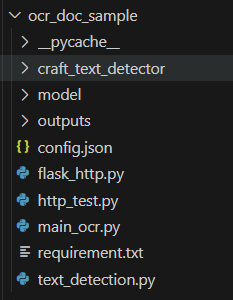 ocr_doc_sample
__pycache__
craft_text_detector
model
outputs
{} config.json
flask_http.py
http_test.py
main_ocr.py
requirement.txt
text_detection.py